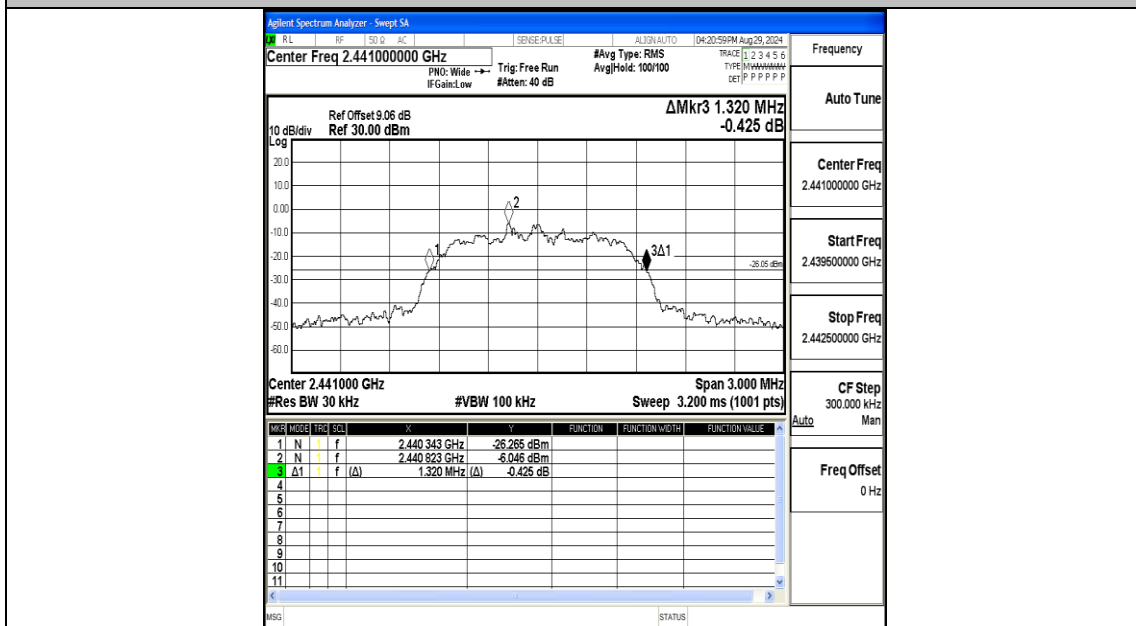 Agilent Spectrum Analyzer - Swept SA
RL RF 50 Ω AC SENSE:PULSE ALIGN AUTO 04:20:59 PM Aug 29, 2024
Center Freq 2.441000000 GHz
PNO: Wide
IFGain:Low
Trig: Free Run
#Atten: 40 dB
#Avg Type: RMS
Avg|Hold: 100/100
TRACE 1 2 3 4 5 6
TYPE M
DET P P P P P P
ΔMkr3 1.320 MHz
-0.425 dB
Ref Offset 9.06 dB
10 dB/div Ref 30.00 dBm
Log
20.0
10.0
0.00
-10.0
-20.0
-30.0
-40.0
-50.0
-60.0
1
2
3Δ1
-26.05 dBm
Center 2.441000 GHz Span 3.000 MHz
#Res BW 30 kHz #VBW 100 kHz Sweep 3.200 ms (1001 pts)
MKR MODE TRC SCL X Y FUNCTION FUNCTION WIDTH FUNCTION VALUE
1 N 1 f 2.440 343 GHz -26.265 dBm
2 N 1 f 2.440 823 GHz -6.046 dBm
3 Δ1 1 f (Δ) 1.320 MHz (Δ) -0.425 dB
4
5
6
7
8
9
10
11
MSG STATUS
Frequency
Auto Tune
Center Freq
2.441000000 GHz
Start Freq
2.439500000 GHz
Stop Freq
2.442500000 GHz
CF Step
300.000 kHz
Auto Man
Freq Offset
0 Hz